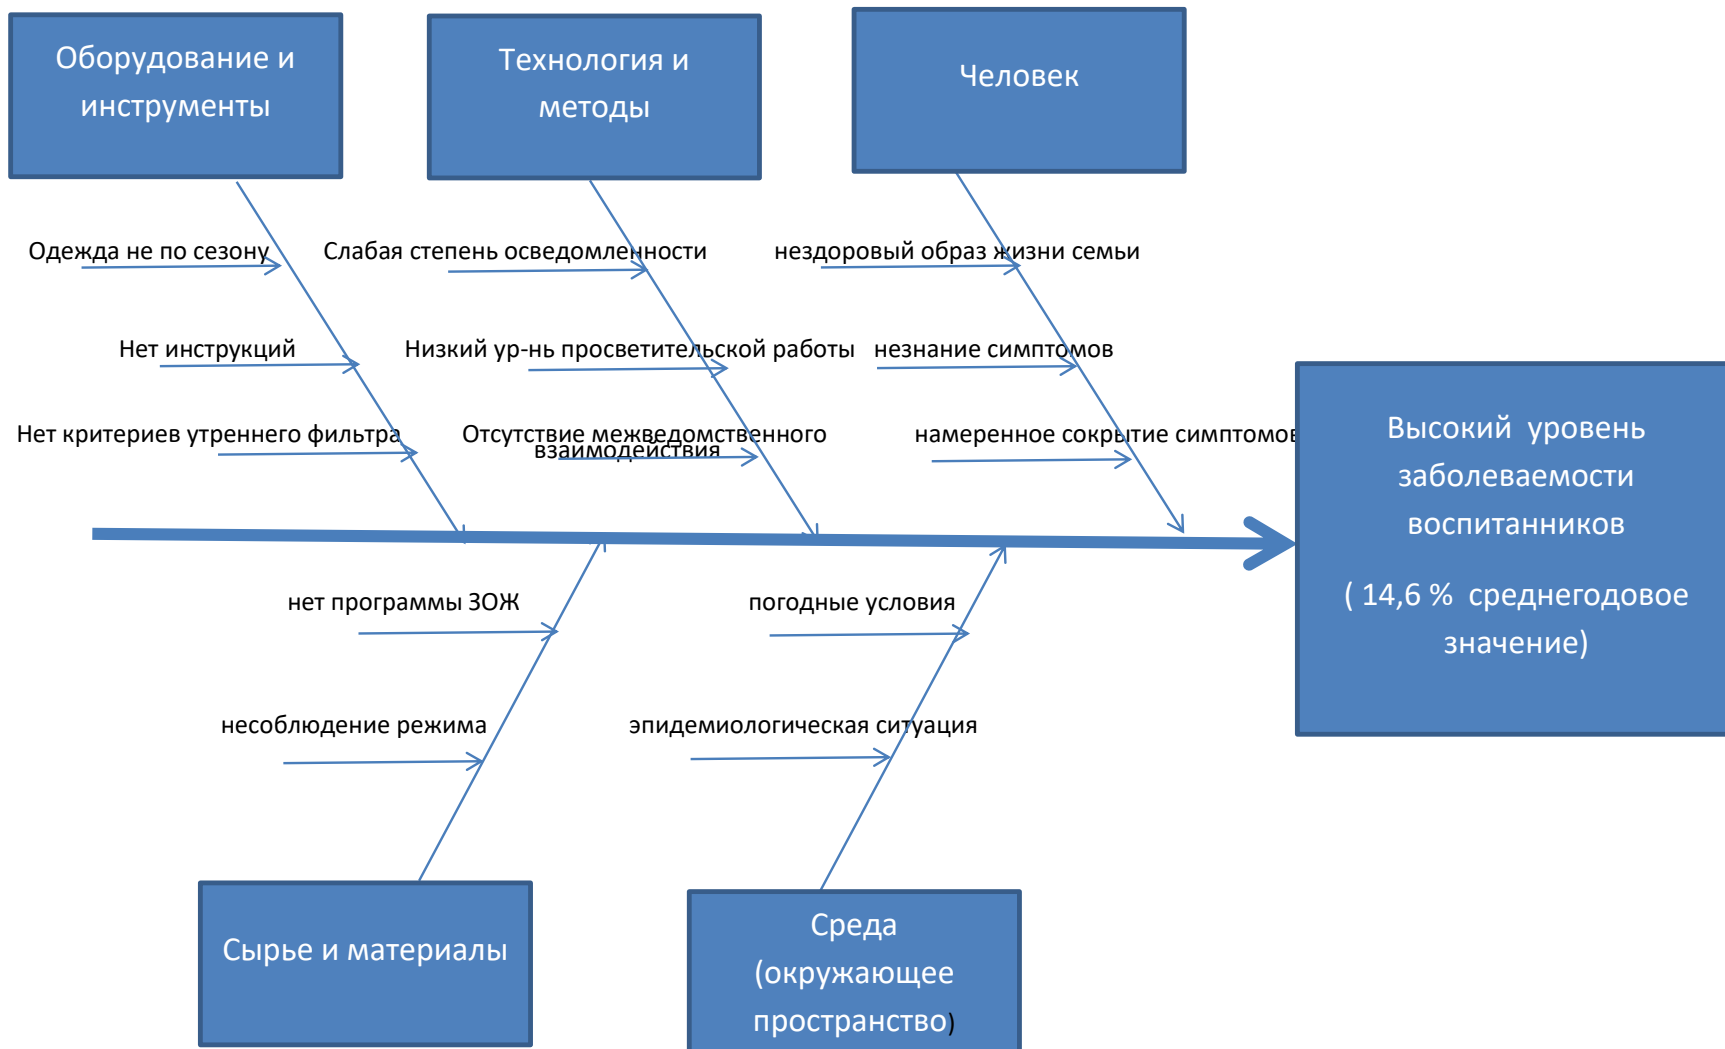 Оборудование и
инструменты
Технология и
методы
Человек
Одежда не по сезону
Слабая степень осведомленности
нездоровый образ жизни семьи
Нет инструкций
Низкий ур-нь просветительской работы
незнание симптомов
Нет критериев утреннего фильтра
Отсутствие межведомственного
взаимодействия
намеренное сокрытие симптомов
Высокий уровень
заболеваемости
воспитанников
( 14,6 % среднегодовое
значение)
нет программы ЗОЖ
погодные условия
несоблюдение режима
эпидемиологическая ситуация
Сырье и материалы
Среда
(окружающее
пространство)